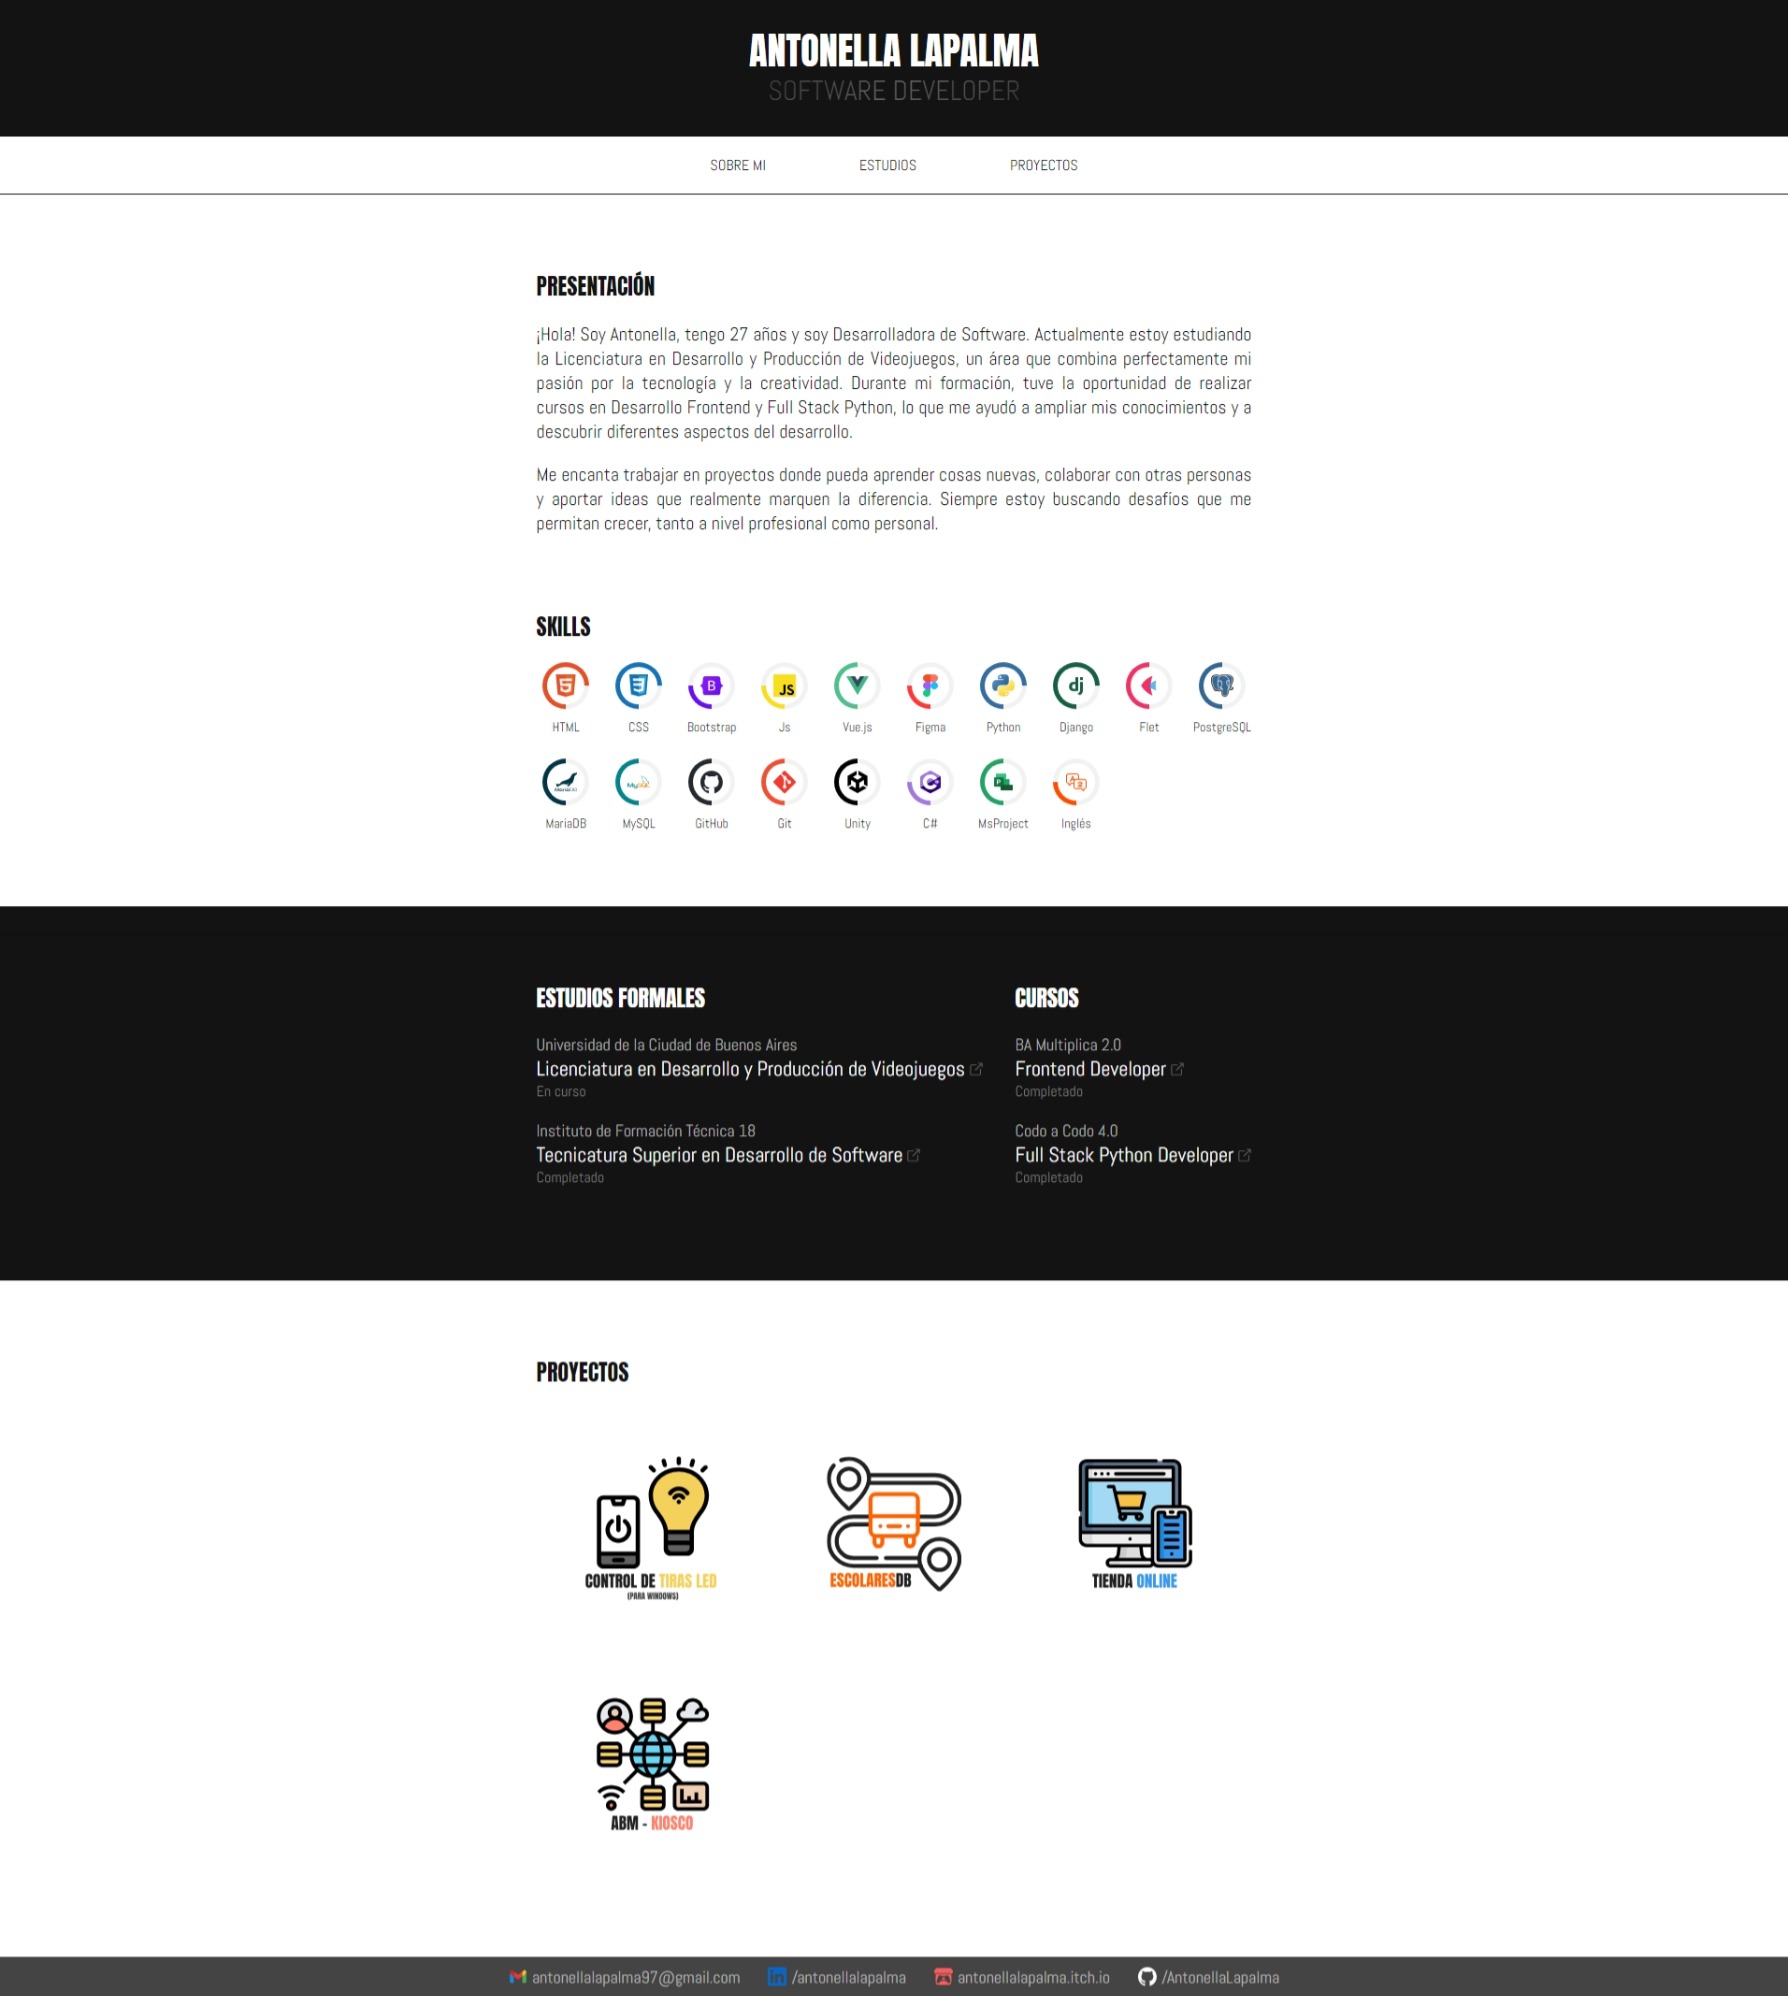 ANTONELLA LAPALMA
SOFTWARE DEVELOPER
SOBRE MI
ESTUDIOS
PROYECTOS
PRESENTACIÓN
¡Hola! Soy Antonella, tengo 27 años y soy Desarrolladora de Software. Actualmente estoy estudiando
la Licenciatura en Desarrollo y Producción de Videojuegos, un área que combina perfectamente mi
pasión por la tecnología y la creatividad. Durante mi formación, tuve la oportunidad de realizar
cursos en Desarrollo Frontend y Full Stack Python, lo que me ayudó a ampliar mis conocimientos y a
descubrir diferentes aspectos del desarrollo.
Me encanta trabajar en proyectos donde pueda aprender cosas nuevas, colaborar con otras personas
y aportar ideas que realmente marquen la diferencia. Siempre estoy buscando desafíos que me
permitan crecer, tanto a nivel profesional como personal.
SKILLS
5
3
B
JS
dj
HTML
CSS
Bootstrap
Js
Vue.js
Figma
Python
Django
Flet
PostgreSQL
MariaDB
MySQL
GitHub
Git
Unity
C#
MsProject
Inglés
ESTUDIOS FORMALES
Universidad de la Ciudad de Buenos Aires
Licenciatura en Desarrollo y Producción de Videojuegos
En curso
Instituto de Formación Técnica 18
Tecnicatura Superior en Desarrollo de Software
Completado
CURSOS
BA Multiplica 2.0
Frontend Developer
Completado
Codo a Codo 4.0
Full Stack Python Developer
Completado
PROYECTOS
CONTROL DE TIRAS LED
(PARA WINDOWS)
ESCOLARESDB
TIENDA ONLINE
ABM - KIOSCO
antonellalapalma97@gmail.com
in /antonellalapalma
antonellalapalma.itch.io
/AntonellaLapalma